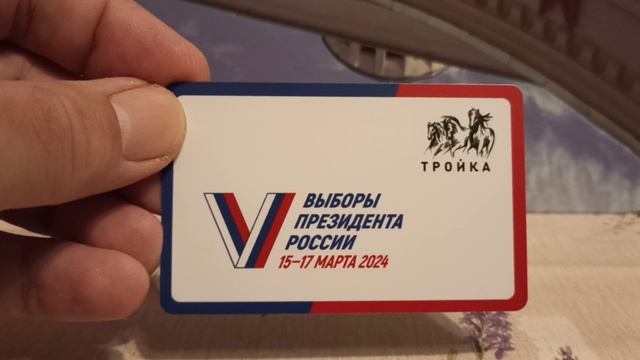 ТРОЙКА
ВЫБОРЫ
ПРЕЗИДЕНТА
РОССИИ
15–17 МАРТА 2024